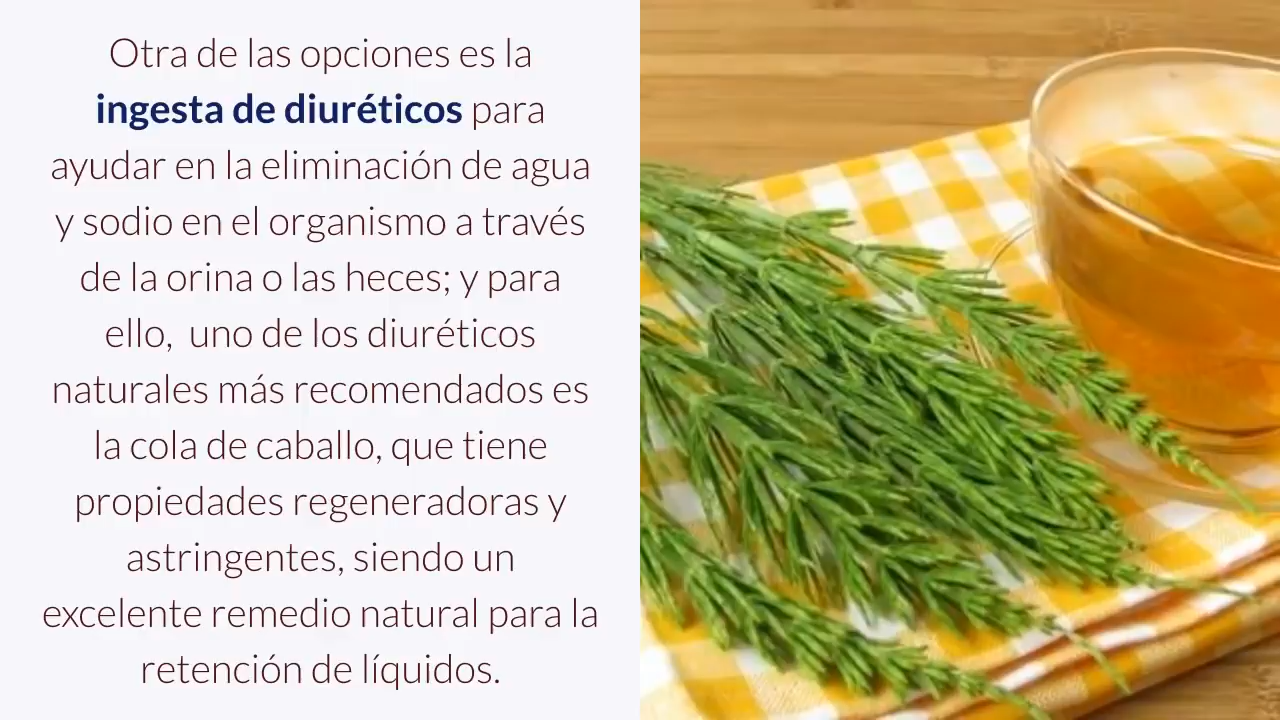 Otra de las opciones es la
ingesta de diuréticos para
ayudar en la eliminación de agua
y sodio en el organismo a través
de la orina o las heces; y para
ello,  uno de los diuréticos
naturales más recomendados es
la cola de caballo, que tiene
propiedades regeneradoras y
astringentes, siendo un
excelente remedio natural para la
retención de líquidos.